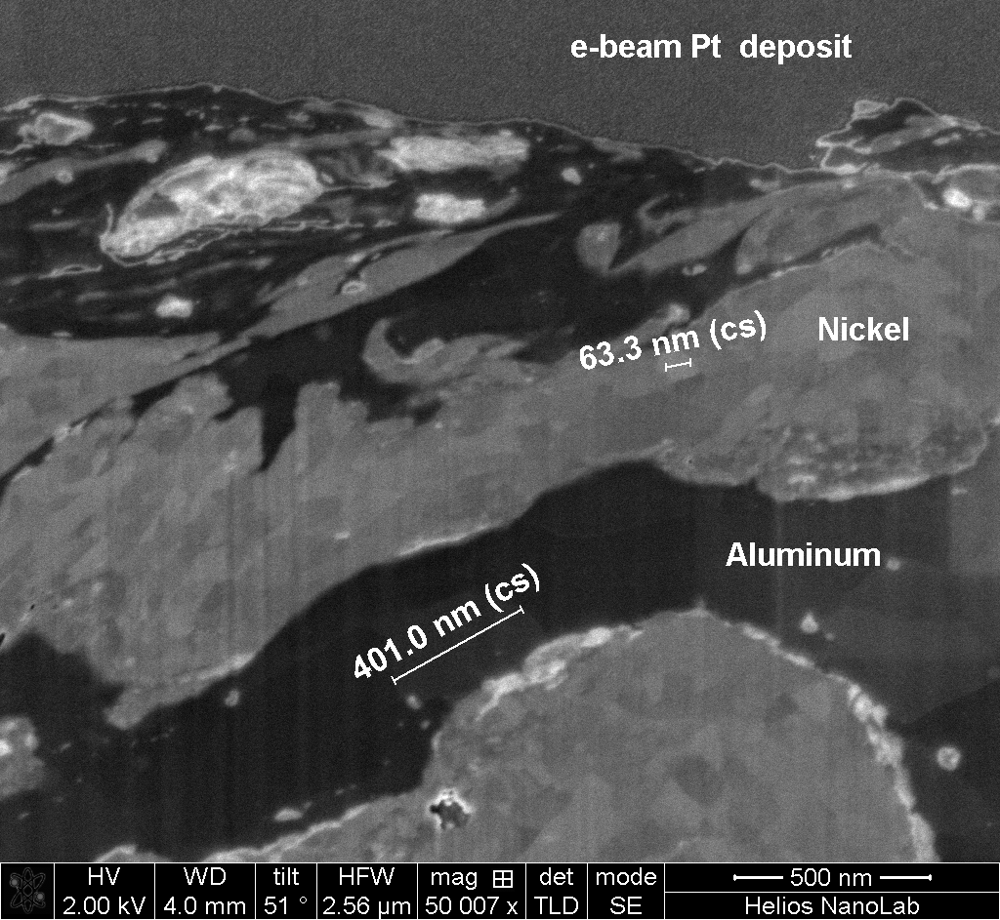 e-beam Pt deposit
63.3 nm (cs)
Nickel
Aluminum
401.0 nm (cs)
HV WD tilt HFW mag det mode 500 nm
2.00 kV 4.0 mm 51 ° 2.56 µm 50 007 x TLD SE Helios NanoLab